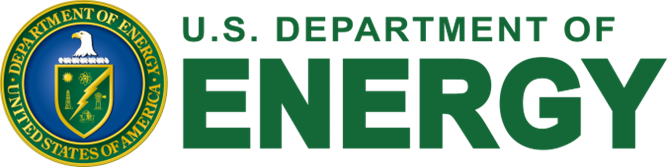 DEPARTMENT OF ENERGY
UNITED STATES OF AMERICA
U.S. DEPARTMENT OF
ENERGY